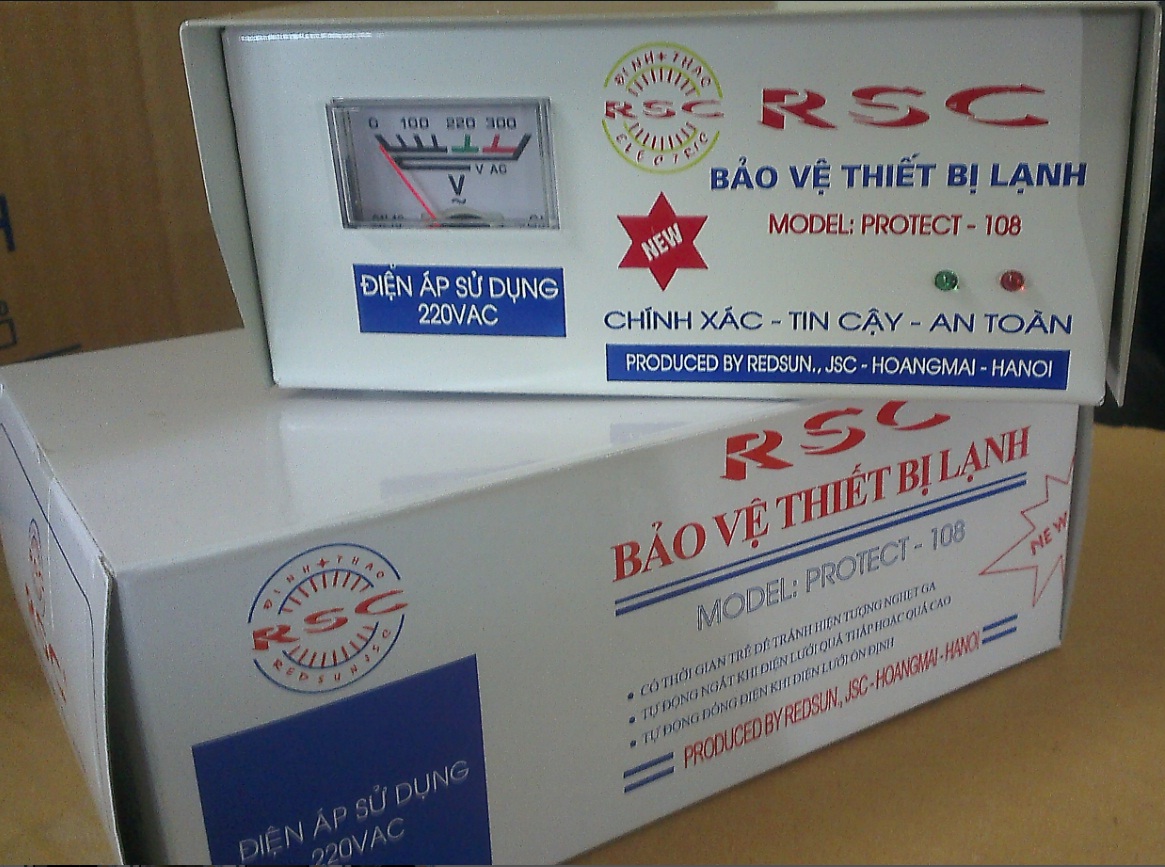 0 100 220 300
V AC
V
~
ĐIỆN ÁP SỬ DỤNG
220VAC
ĐINH + THAO
RSC
ELECTRIC
RSC
BẢO VỆ THIẾT BỊ LẠNH
NEW
MODEL: PROTECT - 108
CHÍNH XÁC - TIN CẬY - AN TOÀN
PRODUCED BY REDSUN., JSC - HOANGMAI - HANOI
RSC
BẢO VỆ THIẾT BỊ LẠNH
NEW
MODEL: PROTECT - 108
• CÓ THỜI GIAN TRỄ ĐỂ TRÁNH HIỆN TƯỢNG NGHẸT GA
• TỰ ĐỘNG NGẮT KHI ĐIỆN LƯỚI QUÁ THẤP HOẶC QUÁ CAO
• TỰ ĐỘNG ĐÓNG ĐIỆN KHI ĐIỆN LƯỚI ỔN ĐỊNH
PRODUCED BY REDSUN., JSC - HOANGMAI - HANOI
ĐINH + THAO
RSC
REDSUN JSC
ĐIỆN ÁP SỬ DỤNG
220VAC